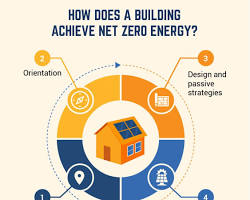 HOW DOES A BUILDING
ACHIEVE NET ZERO ENERGY?
2
Orientation
3
Design and
passive
strategies
1
4